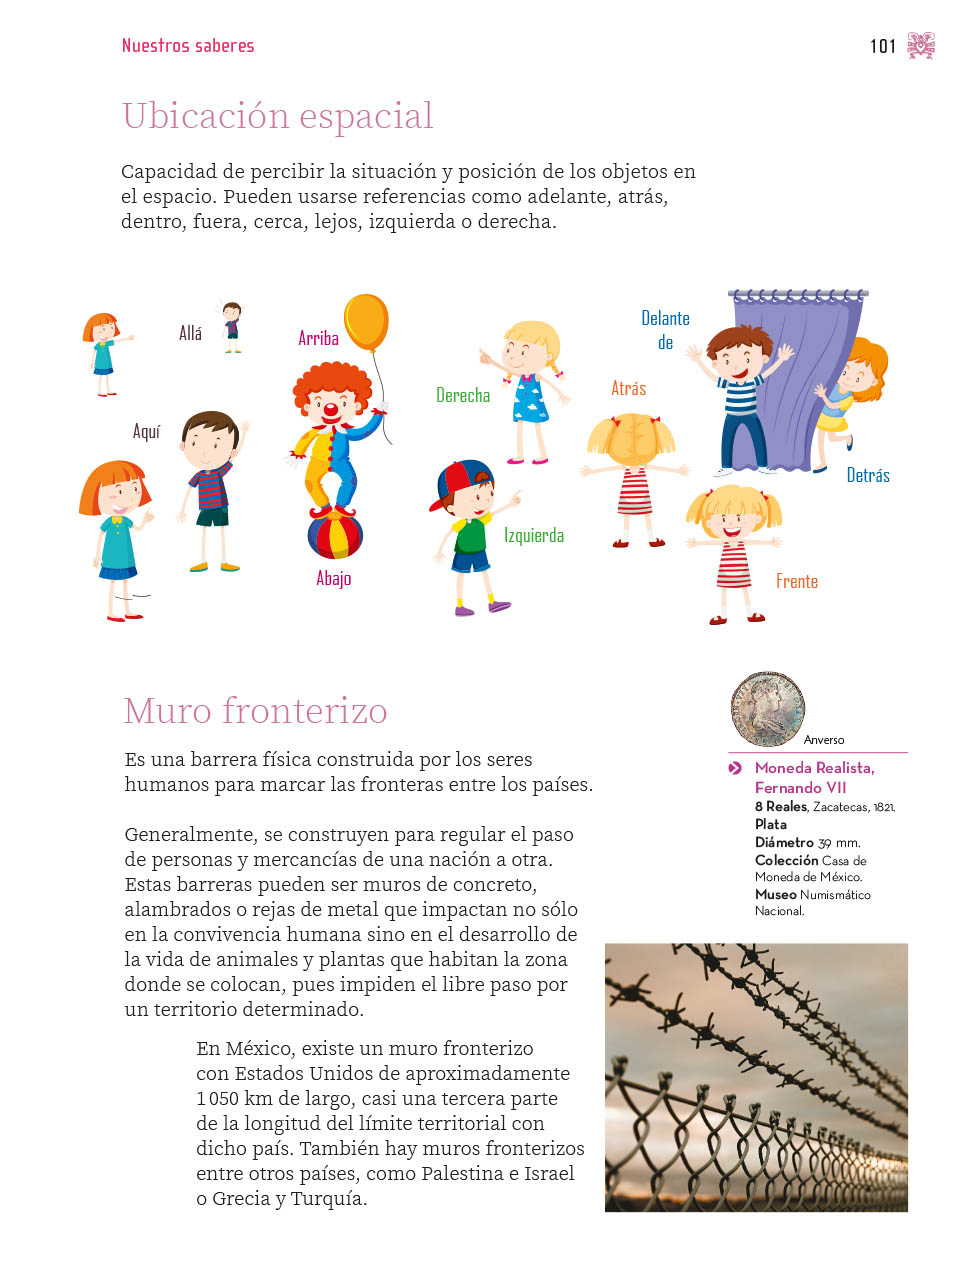 Nuestros saberes
101
Ubicación espacial
Capacidad de percibir la situación y posición de los objetos en
el espacio. Pueden usarse referencias como adelante, atrás,
dentro, fuera, cerca, lejos, izquierda o derecha.
Allá
Aquí
Arriba
Abajo
Derecha
Izquierda
Delante
de
Atrás
Detrás
Frente
Muro fronterizo
Es una barrera física construida por los seres
humanos para marcar las fronteras entre los países.
Generalmente, se construyen para regular el paso
de personas y mercancías de una nación a otra.
Estas barreras pueden ser muros de concreto,
alambrados o rejas de metal que impactan no sólo
en la convivencia humana sino en el desarrollo de
la vida de animales y plantas que habitan la zona
donde se colocan, pues impiden el libre paso por
un territorio determinado.
En México, existe un muro fronterizo
con Estados Unidos de aproximadamente
1 050 km de largo, casi una tercera parte
de la longitud del límite territorial con
dicho país. También hay muros fronterizos
entre otros países, como Palestina e Israel
o Grecia y Turquía.
Anverso
Moneda Realista,
Fernando VII
8 Reales, Zacatecas, 1821.
Plata
Diámetro 39 mm.
Colección Casa de
Moneda de México.
Museo Numismático
Nacional.